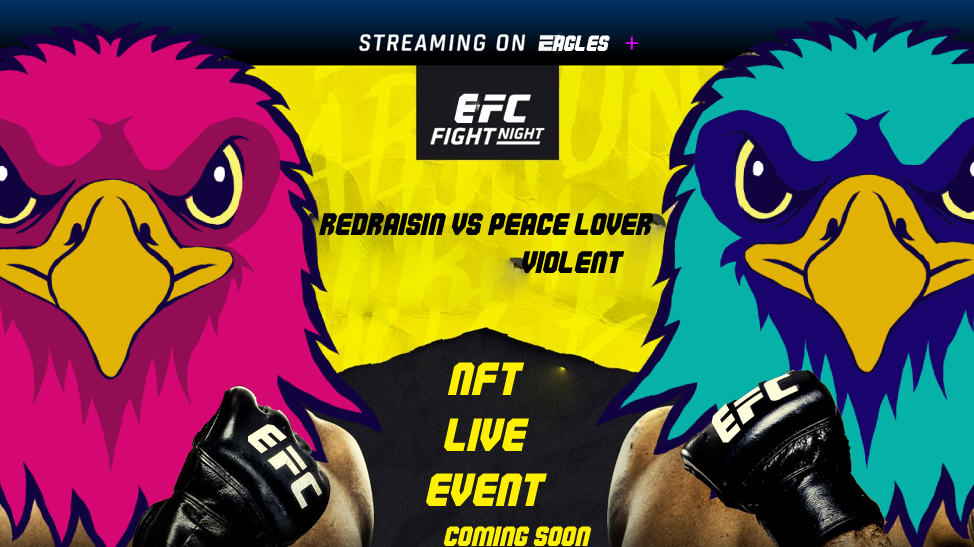 STREAMING ON EAGLES +
EFC
FIGHT NIGHT
REDRAISIN VS PEACE LOVER
VIOLENT
NFT
LIVE
EVENT
COMING SOON
EFC
EFC